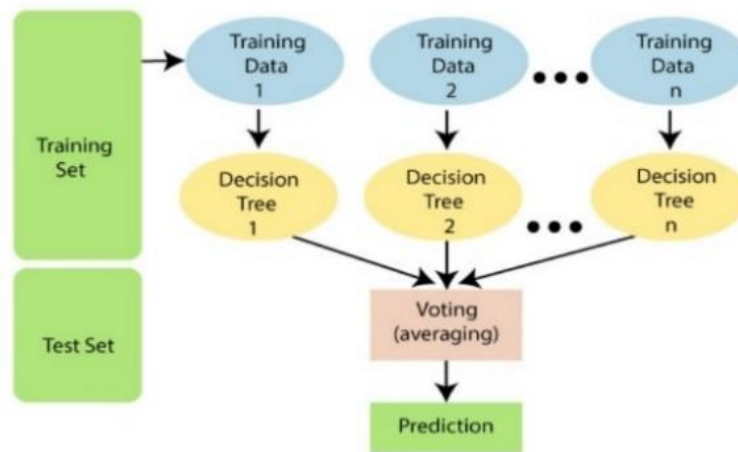 Training
Set
Test Set
Training
Data
1
Training
Data
2
Training
Data
n
Decision
Tree
1
Decision
Tree
2
Decision
Tree
n
Voting
(averaging)
Prediction